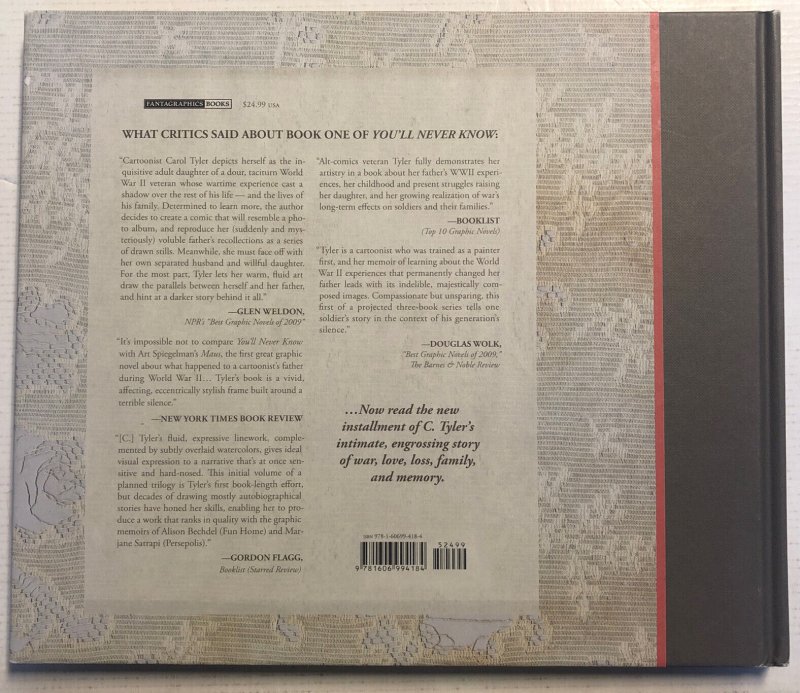 FANTAGRAPHICS BOOKS $24.99 USA
WHAT CRITICS SAID ABOUT BOOK ONE OF YOU'LL NEVER KNOW:
"Cartoonist Carol Tyler depicts herself as the in-
quisitive adult daughter of a dour, taciturn World
War II veteran whose wartime experience cast a
shadow over the rest of his life — and the lives of
his family. Determined to learn more, the author
decides to create a comic that will resemble a pho-
to album, and reproduce her (suddenly and mys-
teriously) voluble father's recollections as a series
of drawn stills. Meanwhile, she must face off with
her own separated husband and willful daughter.
For the most part, Tyler lets her warm, fluid art
draw the parallels between herself and her father,
and hint at a darker story behind it all."
—GLEN WELDON,
NPR's "Best Graphic Novels of 2009"
"It's impossible not to compare You'll Never Know
with Art Spiegelman's Maus, the first great graphic
novel about what happened to a cartoonist's father
during World War II... Tyler's book is a vivid,
affecting, eccentrically stylish frame built around a
terrible silence."
—NEW YORK TIMES BOOK REVIEW
"[C.] Tyler's fluid, expressive linework, comple-
mented by subtly overlaid watercolors, gives ideal
visual expression to a narrative that's at once sen-
sitive and hard-nosed. This initial volume of a
planned trilogy is Tyler's first book-length effort,
but decades of drawing mostly autobiographical
stories have honed her skills, enabling her to pro-
duce a work that ranks in quality with the graphic
memoirs of Alison Bechdel (Fun Home) and Mar-
jane Satrapi (Persepolis)."
—GORDON FLAGG,
Booklist (Starred Review)
"Alt-comics veteran Tyler fully demonstrates her
artistry in a book about her father's WWII experi-
ences, her childhood and present struggles raising
her daughter, and her growing realization of war's
long-term effects on soldiers and their families."
—BOOKLIST
(Top 10 Graphic Novels)
"Tyler is a cartoonist who was trained as a painter
first, and her memoir of learning about the World
War II experiences that permanently changed her
father leads with its indelible, majestically com-
posed images. Compassionate but unsparing, this
first of a projected three-book series tells one
soldier's story in the context of his generation's
silence."
—DOUGLAS WOLK,
"Best Graphic Novels of 2009,"
The Barnes & Noble Review
...Now read the new
installment of C. Tyler's
intimate, engrossing story
of war, love, loss, family,
and memory.
ISBN 978-1-60699-418-4
52499
9 781606 994184